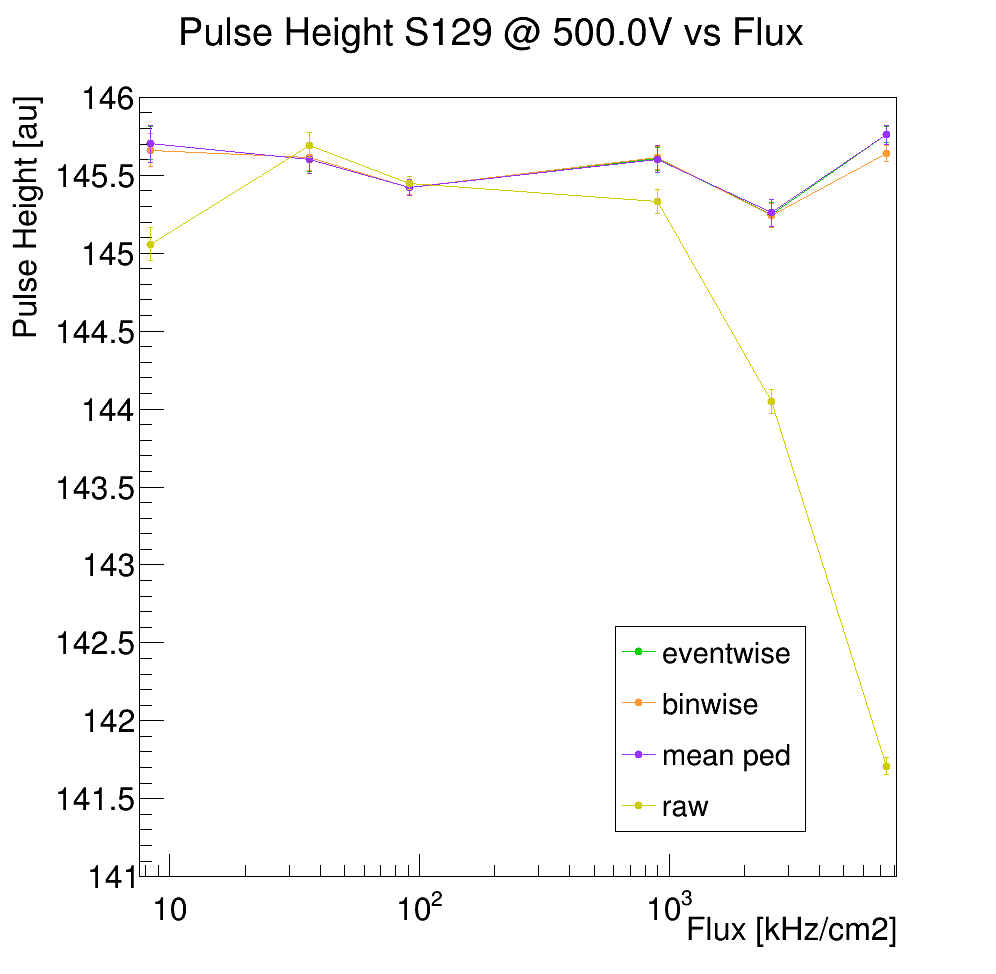 Pulse Height S129 @ 500.0V vs Flux
Pulse Height [au]
146
145.5
145
144.5
144
143.5
143
142.5
142
141.5
141
eventwise
binwise
mean ped
raw
10
10²
10³
Flux [kHz/cm2]